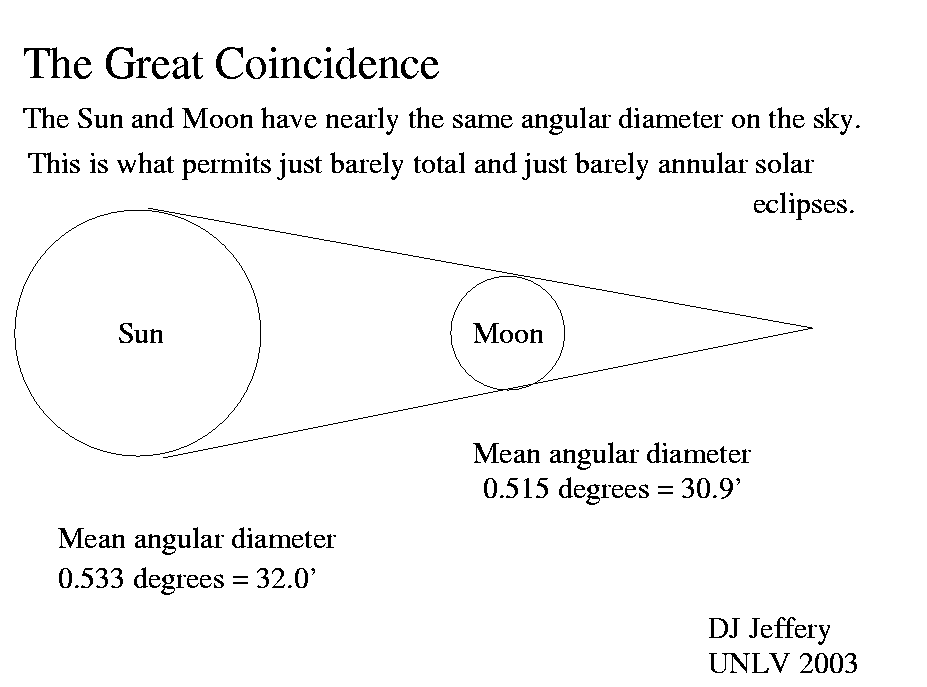 The Great Coincidence
The Sun and Moon have nearly the same angular diameter on the sky.
This is what permits just barely total and just barely annular solar
eclipses.
Sun
Moon
Mean angular diameter
0.515 degrees = 30.9’
Mean angular diameter
0.533 degrees = 32.0’
DJ Jeffery
UNLV 2003